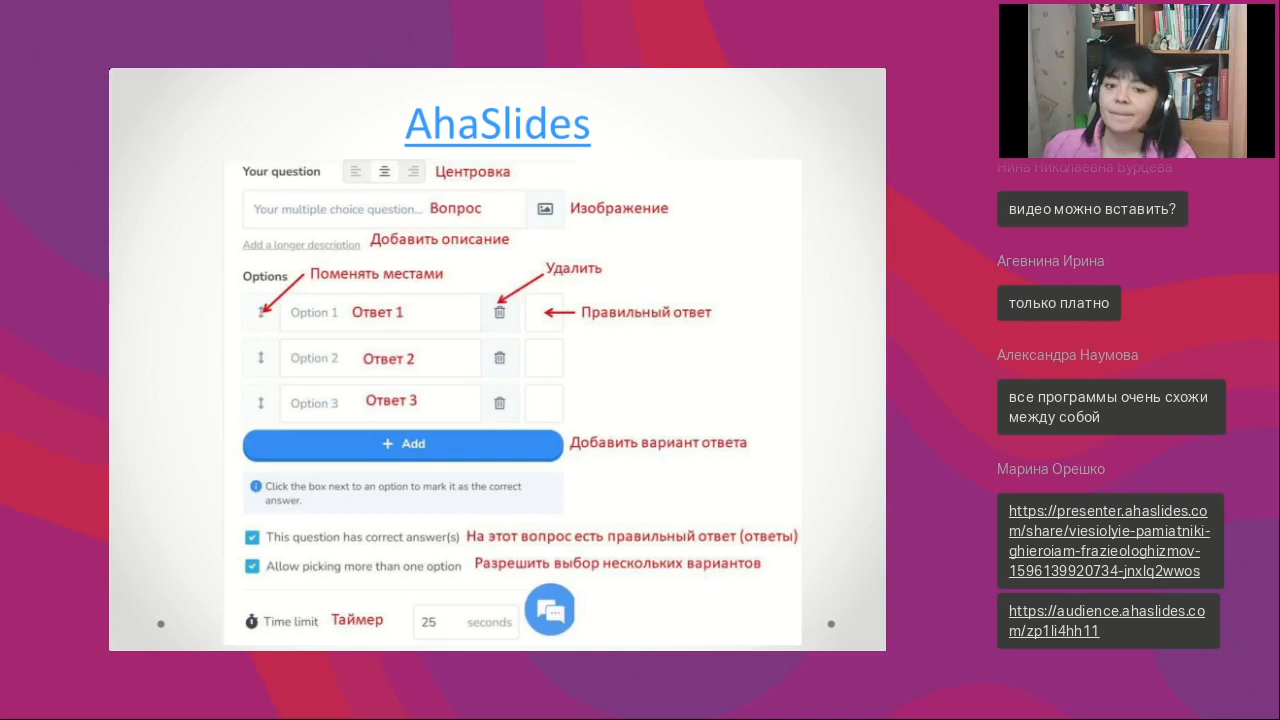 AhaSlides
Your question Центровка
Your multiple choice question... Вопрос Изображение
Add a longer description Добавить описание
Options Поменять местами Удалить
Option 1 Ответ 1 Правильный ответ
Option 2 Ответ 2
Option 3 Ответ 3
+ Add Добавить вариант ответа
Click the box next to an option to mark it as the correct
answer.
This question has correct answer(s) На этот вопрос есть правильный ответ (ответы)
Allow picking more than one option Разрешить выбор нескольких вариантов
Time limit Таймер 25 seconds
Нина Николаевна Бурцева
видео можно вставить?
Агевнина Ирина
только платно
Александра Наумова
все программы очень схожи
между собой
Марина Орешко
https://presenter.ahaslides.co
m/share/viesiolyie-pamiatniki-
ghieroiam-frazieologhizmov-
1596139920734-jnxlq2wwos
https://audience.ahaslides.co
m/zp1li4hh11